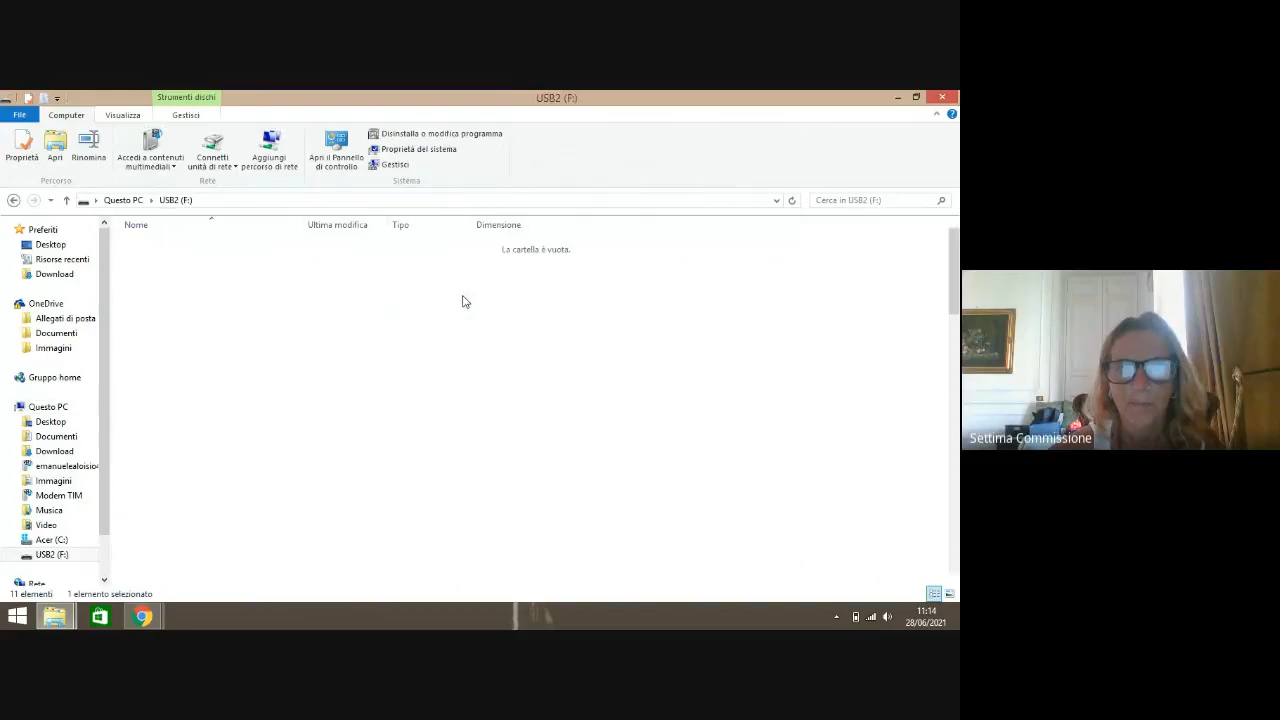 Strumenti dischi
USB2 (F:)
File Computer Visualizza Gestisci
Proprietà Apri Rinomina
Accedi a contenuti multimediali
Connetti unità di rete
Aggiungi percorso di rete
Apri il Pannello di controllo
Disinstalla o modifica programma
Proprietà del sistema
Gestisci
Percorso Rete Sistema
Questo PC USB2 (F:)
Cerca in USB2 (F:)
Nome Ultima modifica Tipo Dimensione
La cartella è vuota.
Preferiti
Desktop
Risorse recenti
Download
OneDrive
Allegati di posta
Documenti
Immagini
Gruppo home
Questo PC
Desktop
Documenti
Download
emanuelealoisio
Immagini
Modem TIM
Musica
Video
Acer (C:)
USB2 (F:)
Rete
11 elementi 1 elemento selezionato
11:14
28/06/2021
Settima Commissione